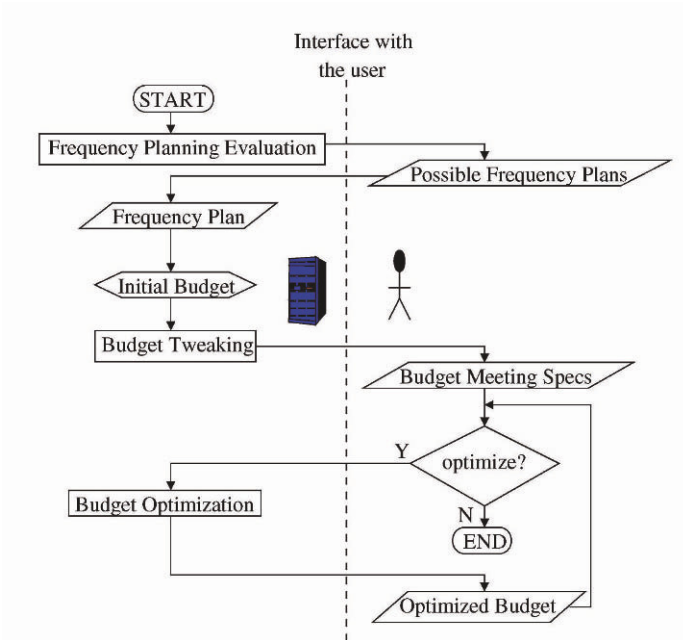 Interface with
the user
START
Frequency Planning Evaluation
Possible Frequency Plans
Frequency Plan
Initial Budget
Budget Tweaking
Budget Meeting Specs
Y
optimize?
Budget Optimization
N
END
Optimized Budget